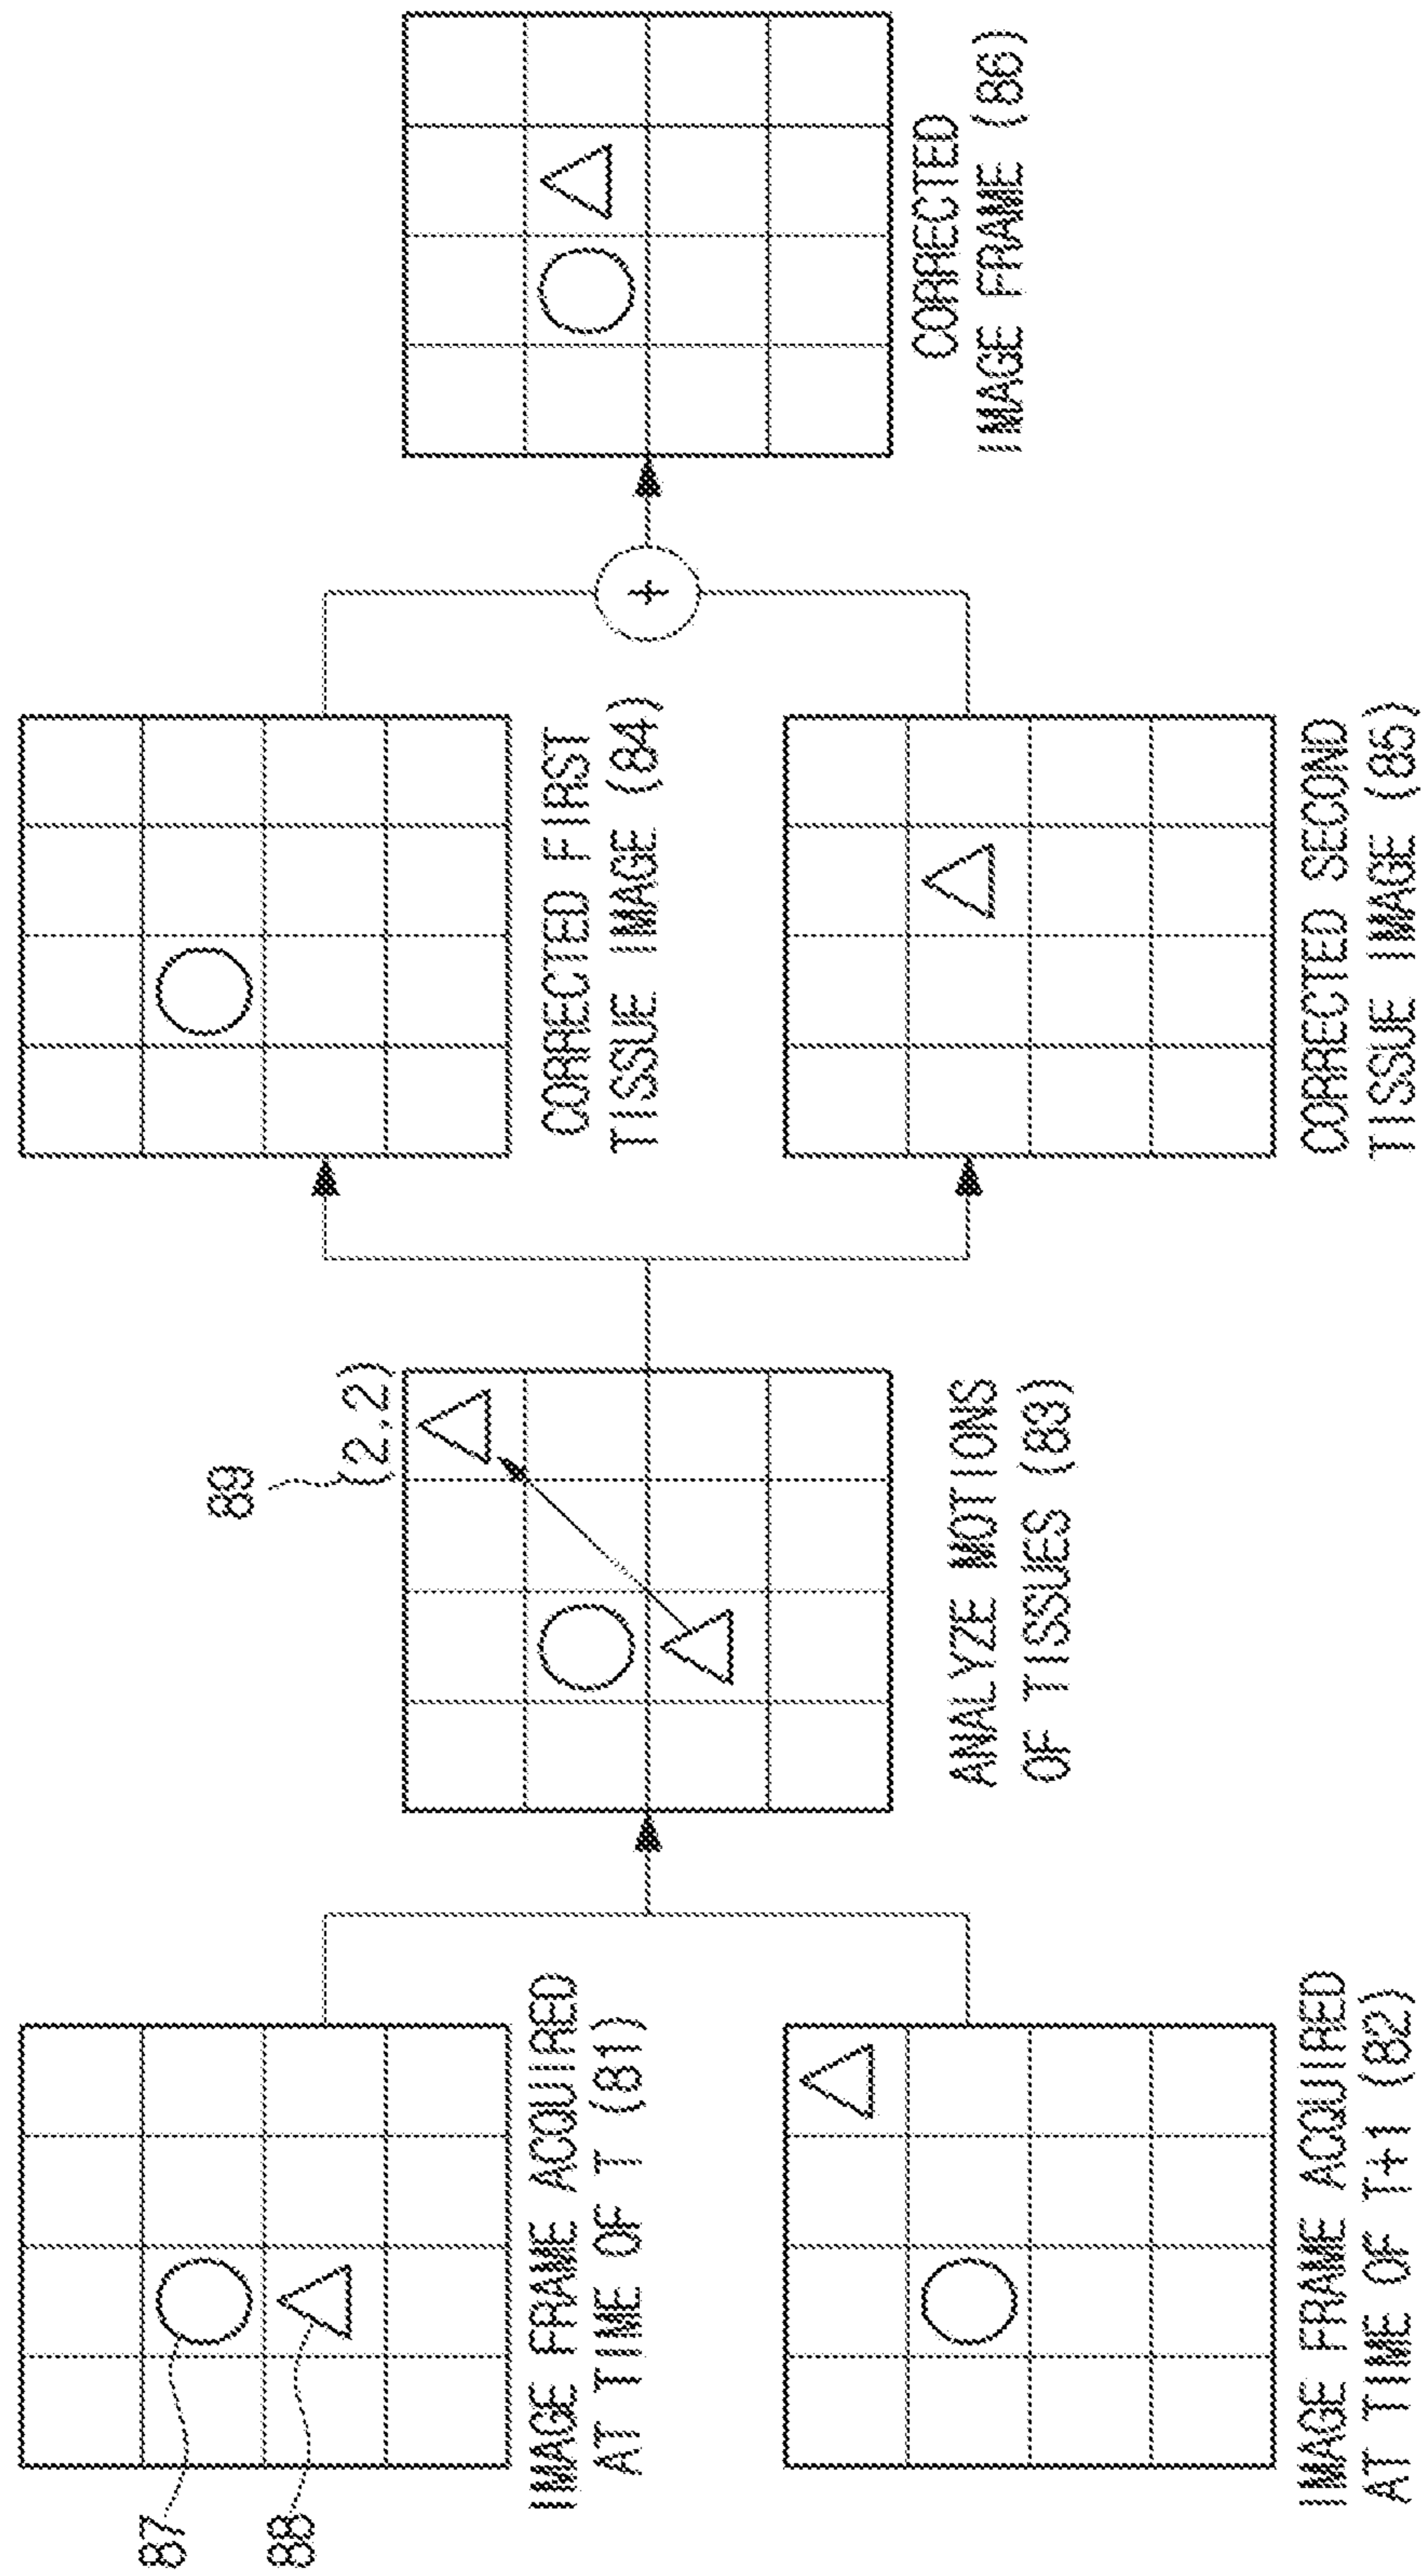 87
88
IMAGE FRAME ACQUIRED
AT TIME OF T (81)
IMAGE FRAME ACQUIRED
AT TIME OF T+1 (82)
89
(2,2)
ANALYZE MOTIONS
OF TISSUES (83)
CORRECTED FIRST
TISSUE IMAGE (84)
CORRECTED SECOND
TISSUE IMAGE (85)
+
CORRECTED
IMAGE FRAME (86)